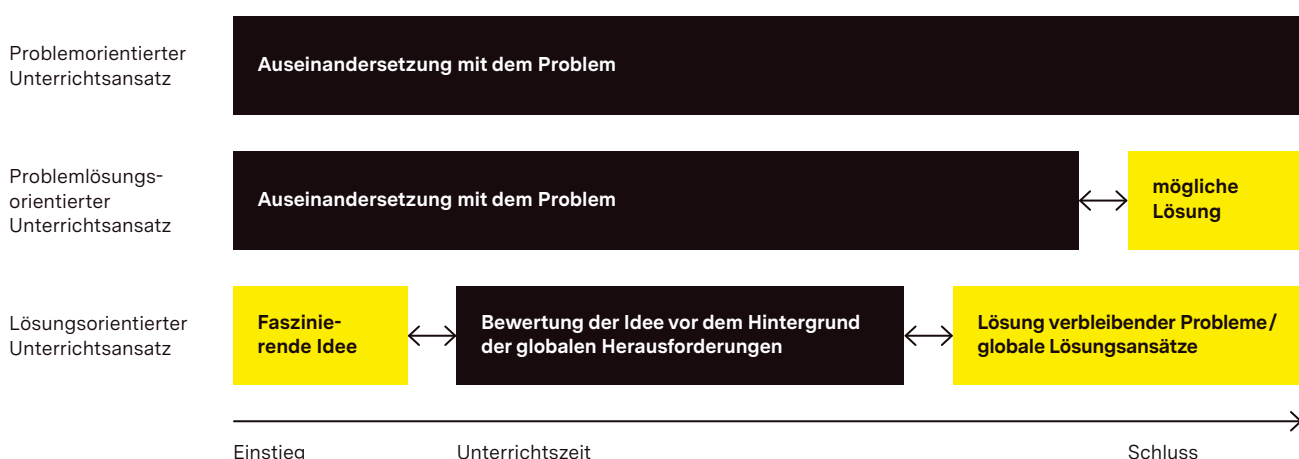 Problemorientierter
Unterrichtsansatz
Auseinandersetzung mit dem Problem
Problemlösungs-
orientierter
Unterrichtsansatz
Auseinandersetzung mit dem Problem
mögliche
Lösung
Lösungsorientierter
Unterrichtsansatz
Faszinie-
rende Idee
Bewertung der Idee vor dem Hintergrund
der globalen Herausforderungen
Lösung verbleibender Probleme/
globale Lösungsansätze
Einstieg
Unterrichtszeit
Schluss